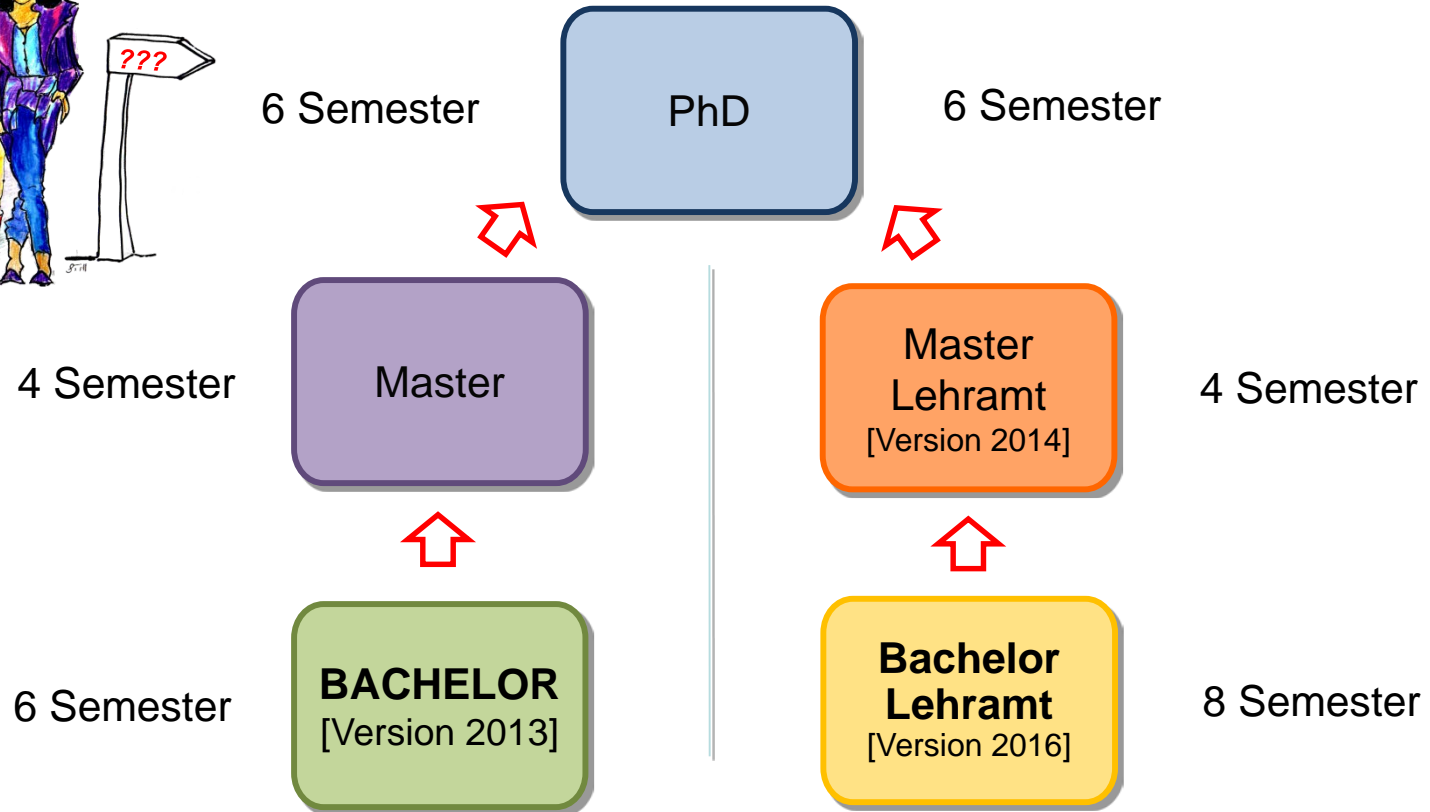 ???
6 Semester
PhD
6 Semester
4 Semester
Master
Master
Lehramt
[Version 2014]
4 Semester
6 Semester
BACHELOR
[Version 2013]
Bachelor
Lehramt
[Version 2016]
8 Semester